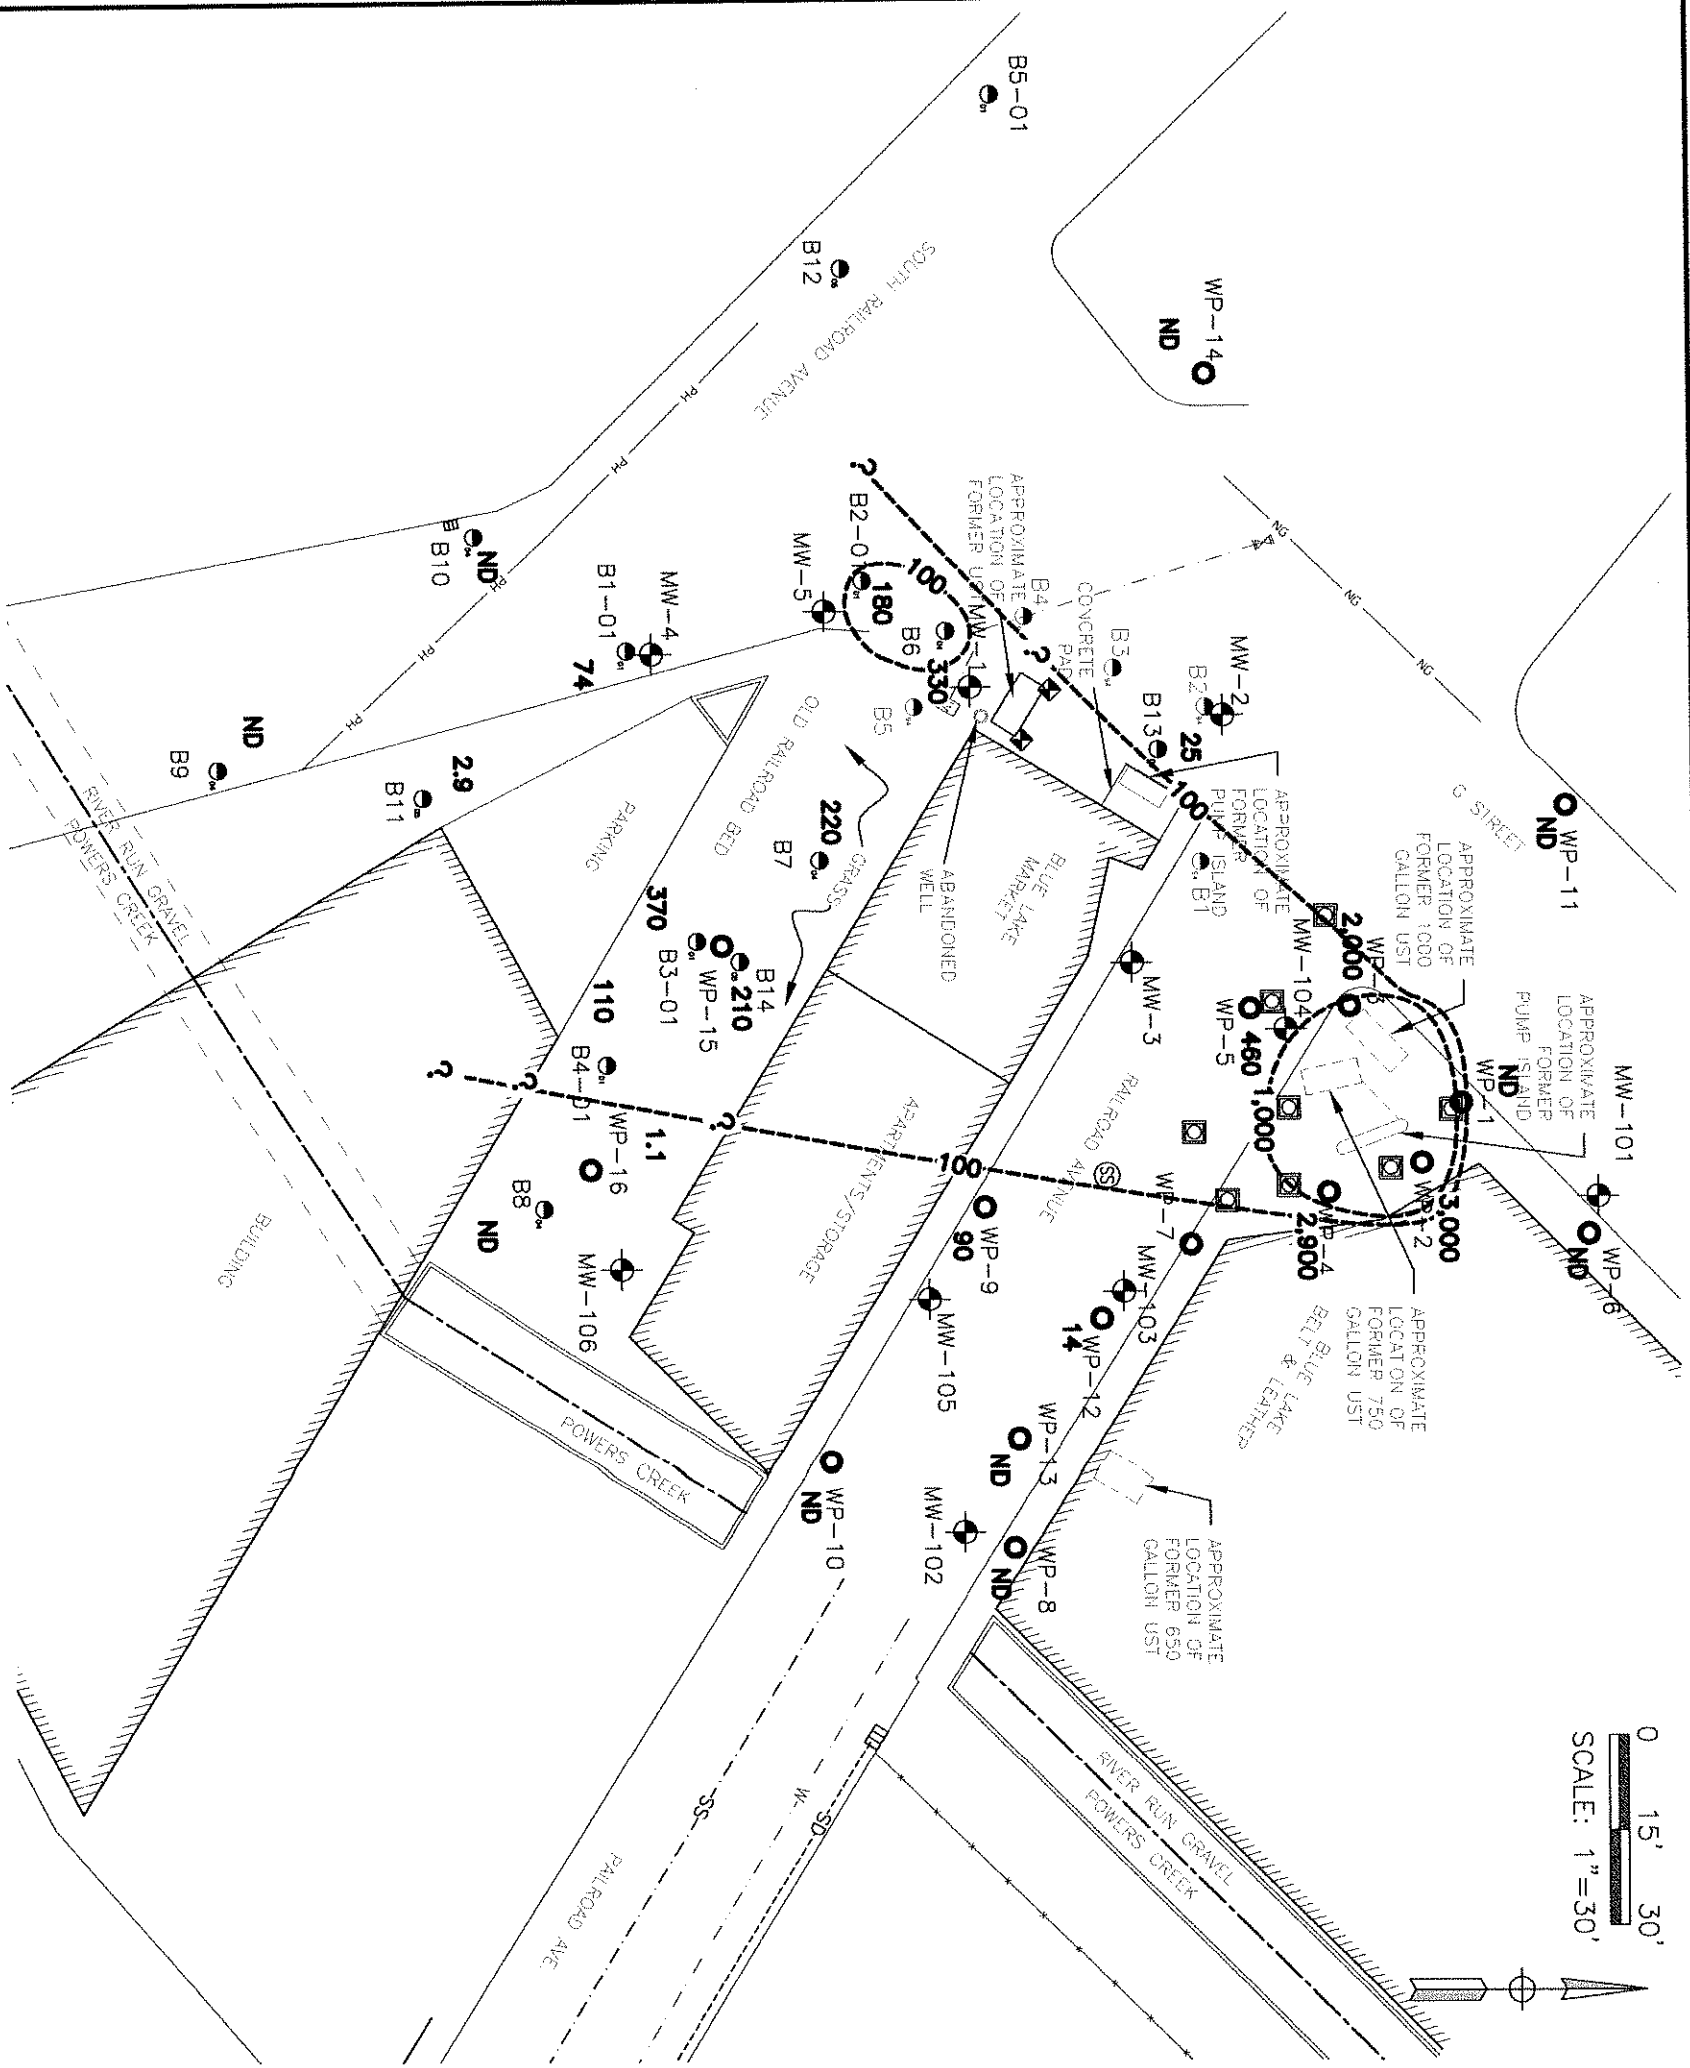 B5-01
B12
SOUTH RAILROAD AVENUE
WP-14
ND
PH
PH
PH
PH
PH
NG
NG
NG
G STREET
WP-11
ND
?
B2-01
100
180
MW-5
B6
330
MW-1
APPROXIMATE
LOCATION OF
FORMER UST
B4
CONCRETE
PAD
?
B3
MW-2
B2
B13
25
100
APPROXIMATE
LOCATION OF
FORMER
PUMP ISLAND
B1
ND
B10
MW-4
B1-01
74
ND
B9
2.9
B11
RIVER RUN GRAVEL
POWERS CREEK
PARKING
OLD RAILROAD BED
B5
220
B7
GRASS
ABANDONED
WELL
BLUE LAKE
MARKET
MW-3
370
B14
210
WP-15
B3-01
110
B4-01
?
?
?
1.1
WP-16
B8
ND
MW-106
BUILDING
APARTMENTS/STORAGE
100
RAILROAD AVENUE
SS
APPROXIMATE
LOCATION OF
FORMER 1000
GALLON UST
2,000
WP-3
MW-104
WP-5
460
1,000
APPROXIMATE
LOCATION OF
FORMER
PUMP ISLAND
ND
WP-1
MW-101
WP-6
ND
WP-2
3,000
WP-4
2,900
WP-7
APPROXIMATE
LOCATION OF
FORMER 750
GALLON UST
BLUE LAKE
BELT & LEATHER
WP-9
90
MW-103
WP-12
14
MW-105
WP-13
ND
WP-10
ND
MW-102
WP-8
ND
APPROXIMATE
LOCATION OF
FORMER 650
GALLON UST
POWERS CREEK
RIVER RUN GRAVEL
POWERS CREEK
SS
W
SD
RAILROAD AVE.
0 15' 30'
SCALE: 1"=30'